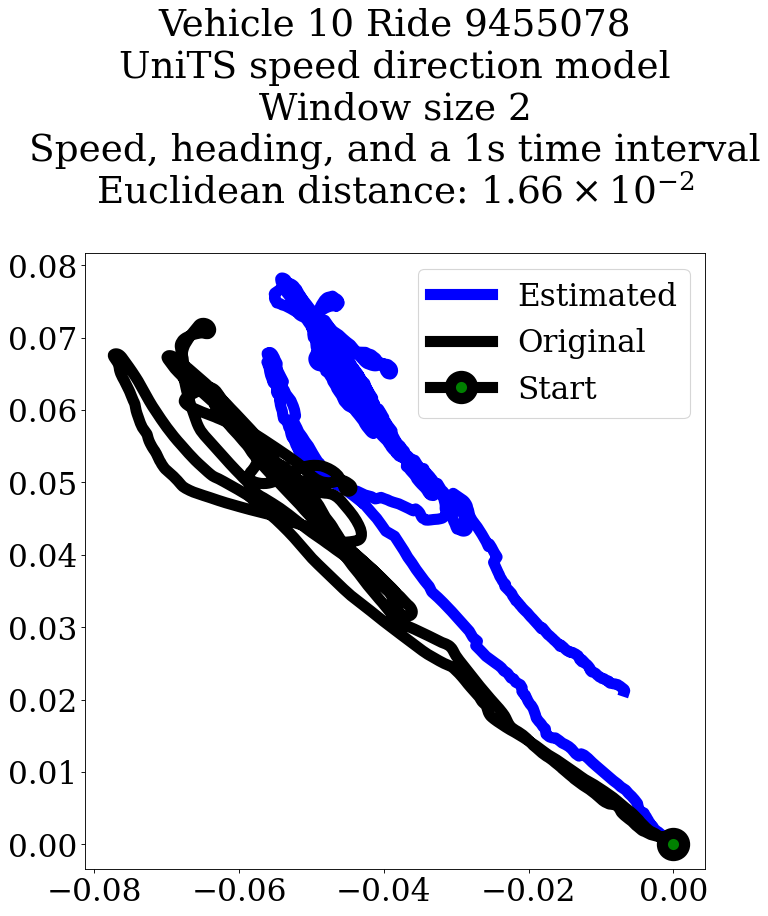 Vehicle 10 Ride 9455078
UniTS speed direction model
Window size 2
Speed, heading, and a 1s time interval
Euclidean distance: 1.66 × 10⁻²
Estimated
Original
Start
0.08
0.07
0.06
0.05
0.04
0.03
0.02
0.01
0.00
−0.08 −0.06 −0.04 −0.02 0.00